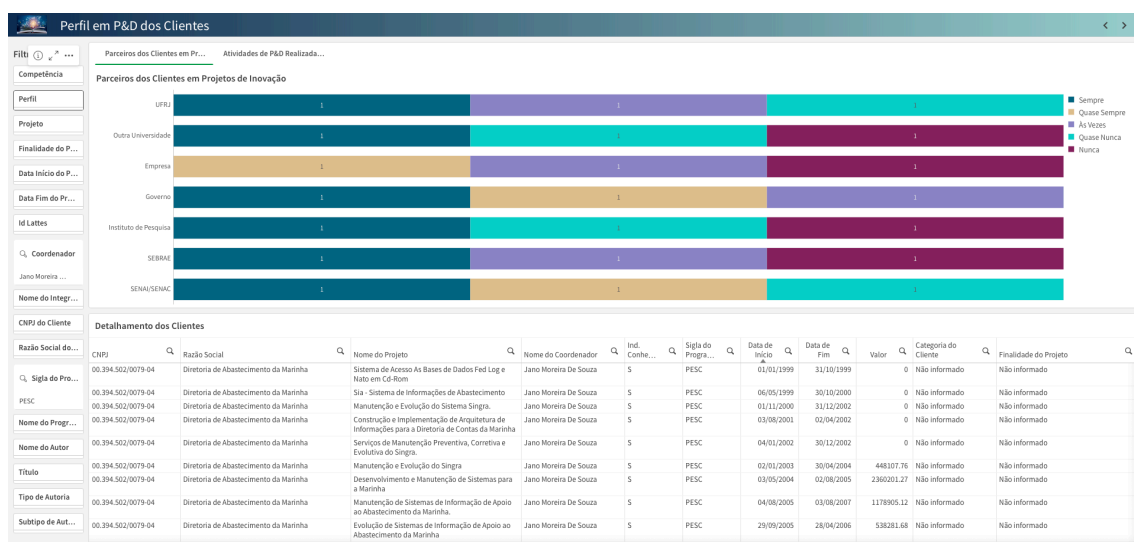 Perfil em P&D dos Clientes
Filt
Competência
Perfil
Projeto
Finalidade do P...
Data Início do P...
Data Fim do Pr...
Id Lattes
Coordenador
Jano Moreira ...
Nome do Integr...
CNPJ do Cliente
Razão Social do...
Sigla do Pro...
PESC
Nome do Progr...
Nome do Autor
Título
Tipo de Autoria
Subtipo de Aut...
Parceiros dos Clientes em Pr... Atividades de P&D Realizada...
Parceiros dos Clientes em Projetos de Inovação
UFRJ 1 1 1
Outra Universidade 1 1 1
Empresa 1 1 1
Governo 1 1 1
Instituto de Pesquisa 1 1 1
SEBRAE 1 1 1
SENAI/SENAC 1 1 1
Sempre
Quase Sempre
Às Vezes
Quase Nunca
Nunca
Detalhamento dos Clientes
CNPJ Razão Social Nome do Projeto Nome do Coordenador Ind. Conhe... Sigla do Progra... Data de Início Data de Fim Valor Categoria do Cliente Finalidade do Projeto
00.394.502/0079-04 Diretoria de Abastecimento da Marinha Sistema de Acesso As Bases de Dados Fed Log e Jano Moreira De Souza S PESC 01/01/1999 31/10/1999 0 Não informado Não informado
Nato em Cd-Rom
00.394.502/0079-04 Diretoria de Abastecimento da Marinha Sia - Sistema de Informações de Abastecimento Jano Moreira De Souza S PESC 06/05/1999 30/10/2000 0 Não informado Não informado
00.394.502/0079-04 Diretoria de Abastecimento da Marinha Manutenção e Evolução do Sistema Singra. Jano Moreira De Souza S PESC 01/11/2000 31/12/2002 0 Não informado Não informado
00.394.502/0079-04 Diretoria de Abastecimento da Marinha Construção e Implementação de Arquitetura de Jano Moreira De Souza S PESC 03/08/2001 02/04/2002 0 Não informado Não informado
Informações para a Diretoria de Contas da Marinha
00.394.502/0079-04 Diretoria de Abastecimento da Marinha Serviços de Manutenção Preventiva, Corretiva e Jano Moreira De Souza S PESC 04/01/2002 30/12/2002 0 Não informado Não informado
Evolutiva do Singra.
00.394.502/0079-04 Diretoria de Abastecimento da Marinha Manutenção e Evolução do Singra Jano Moreira De Souza S PESC 02/01/2003 30/04/2004 448107.76 Não informado Não informado
00.394.502/0079-04 Diretoria de Abastecimento da Marinha Desenvolvimento e Manutenção de Sistemas para Jano Moreira De Souza S PESC 03/05/2004 02/08/2005 2360201.27 Não informado Não informado
a Marinha
00.394.502/0079-04 Diretoria de Abastecimento da Marinha Manutenção de Sistemas de Informação de Apoio Jano Moreira De Souza S PESC 04/08/2005 03/08/2007 1178905.12 Não informado Não informado
ao Abastecimento da Marinha.
00.394.502/0079-04 Diretoria de Abastecimento da Marinha Evolução de Sistemas de Informação de Apoio ao Jano Moreira De Souza S PESC 29/09/2005 28/04/2006 538281.68 Não informado Não informado
Abastecimento da Marinha